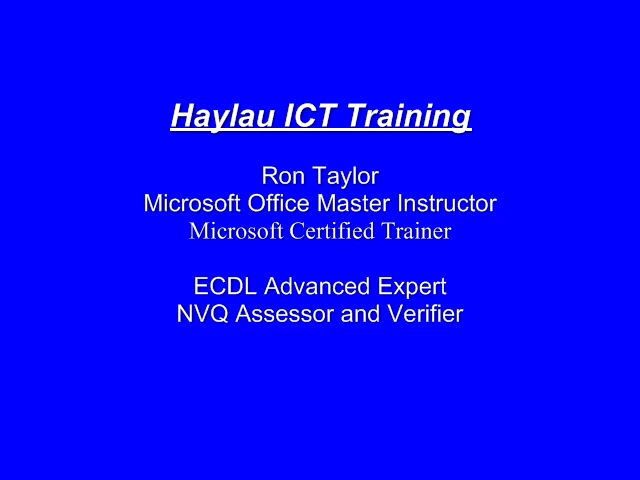 Haylau ICT Training
Ron Taylor
Microsoft Office Master Instructor
Microsoft Certified Trainer
ECDL Advanced Expert
NVQ Assessor and Verifier